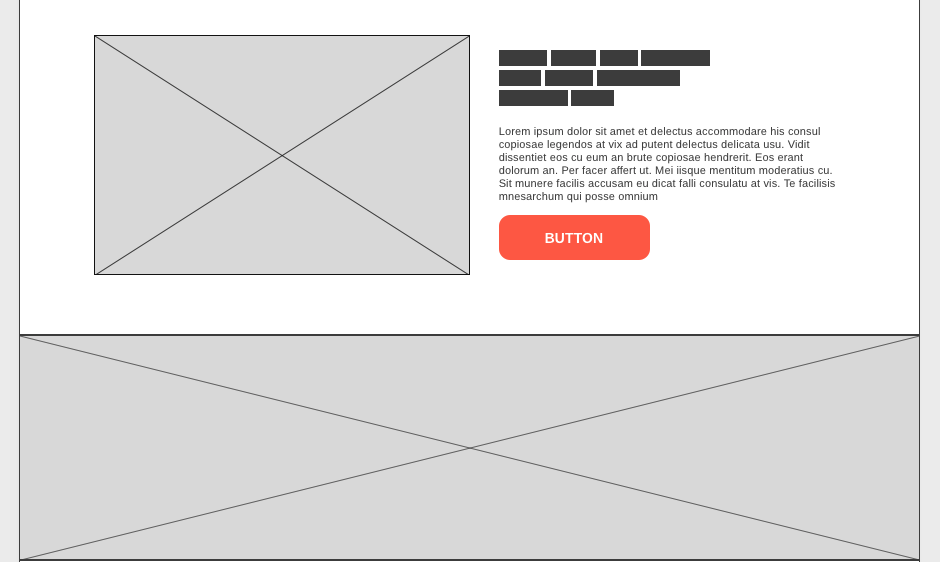 Lorem ipsum dolor sit amet et delectus accommodare his consul
copiosae legendos at vix ad putent delectus delicata usu. Vidit
dissentiet eos cu eum an brute copiosae hendrerit. Eos erant
dolorum an. Per facer affert ut. Mei iisque mentitum moderatius cu.
Sit munere facilis accusam eu dicat falli consulatu at vis. Te facilisis
mnesarchum qui posse omnium
BUTTON